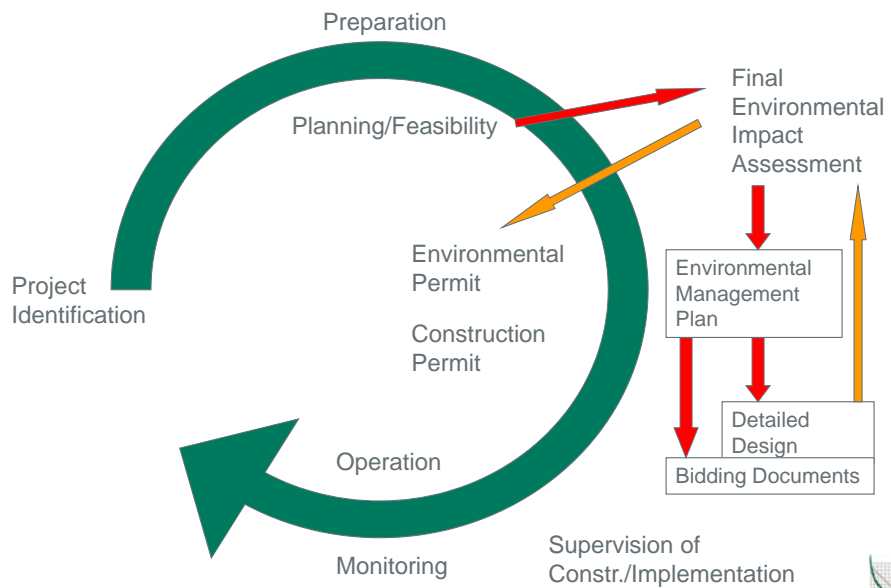 Preparation
Final
Environmental
Impact
Assessment
Planning/Feasibility
Environmental
Permit
Environmental
Management
Plan
Project
Identification
Construction
Permit
Detailed
Design
Operation
Bidding Documents
Monitoring
Supervision of
Constr./Implementation